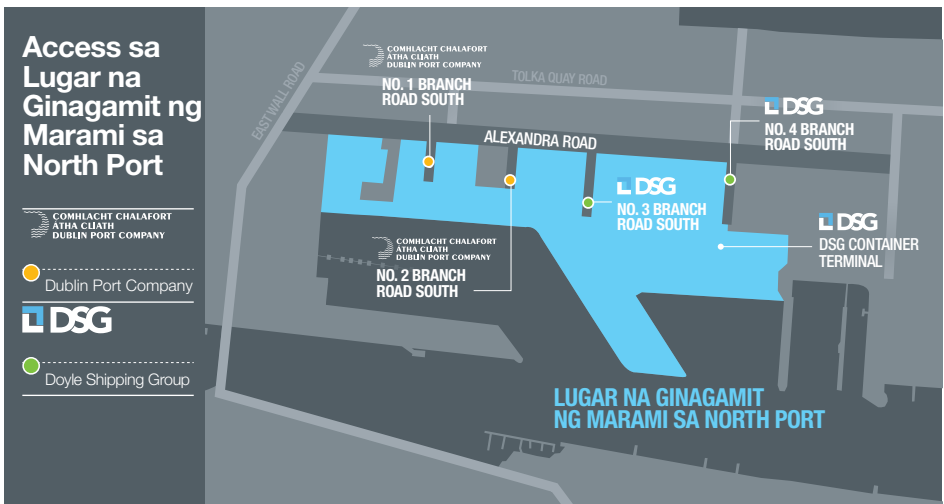 Access sa
Lugar na
Ginagamit ng
Marami sa
North Port
COMHLACHT CHALAFORT
ÁTHA CLIATH
DUBLIN PORT COMPANY
Dublin Port Company
DSG
Doyle Shipping Group
EAST WALL ROAD
COMHLACHT CHALAFORT
ÁTHA CLIATH
DUBLIN PORT COMPANY
NO. 1 BRANCH
ROAD SOUTH
TOLKA QUAY ROAD
ALEXANDRA ROAD
DSG
NO. 4 BRANCH
ROAD SOUTH
DSG
NO. 3 BRANCH
ROAD SOUTH
DSG
DSG CONTAINER
TERMINAL
COMHLACHT CHALAFORT
ÁTHA CLIATH
DUBLIN PORT COMPANY
NO. 2 BRANCH
ROAD SOUTH
LUGAR NA GINAGAMIT
NG MARAMI SA NORTH PORT